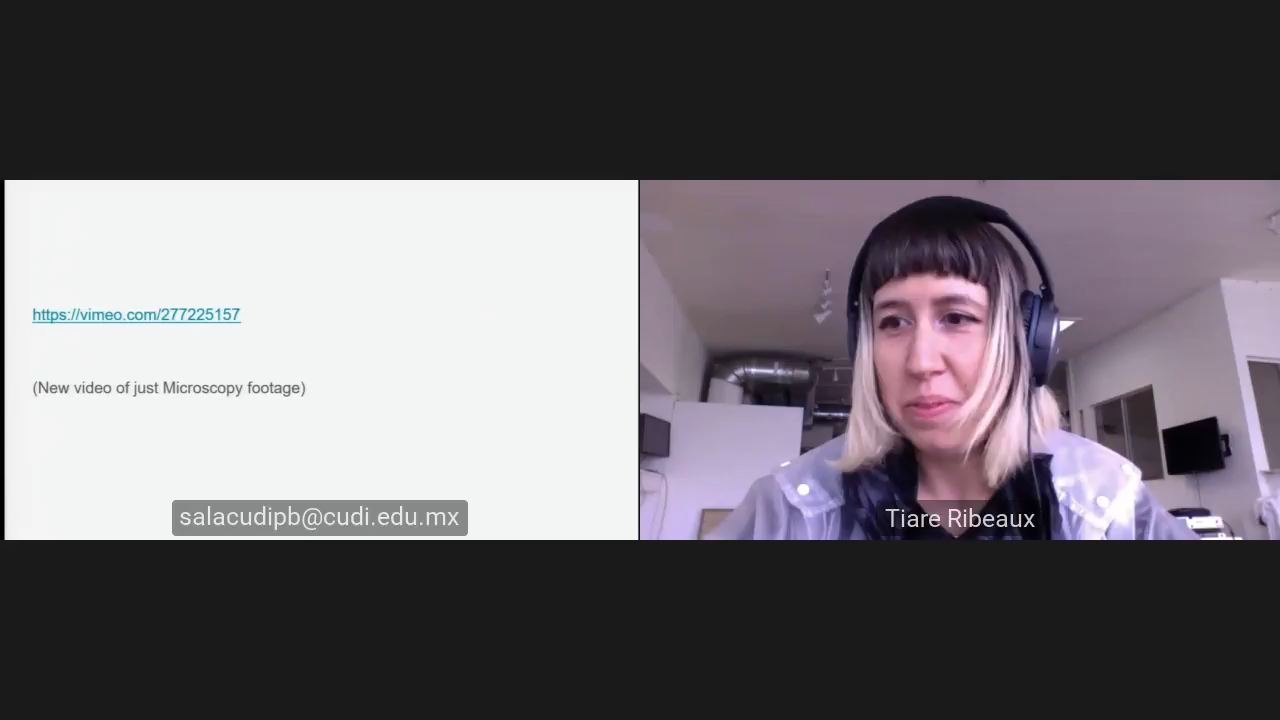 https://vimeo.com/277225157
(New video of just Microscopy footage)
salacudipb@cudi.edu.mx
Tiare Ribeaux